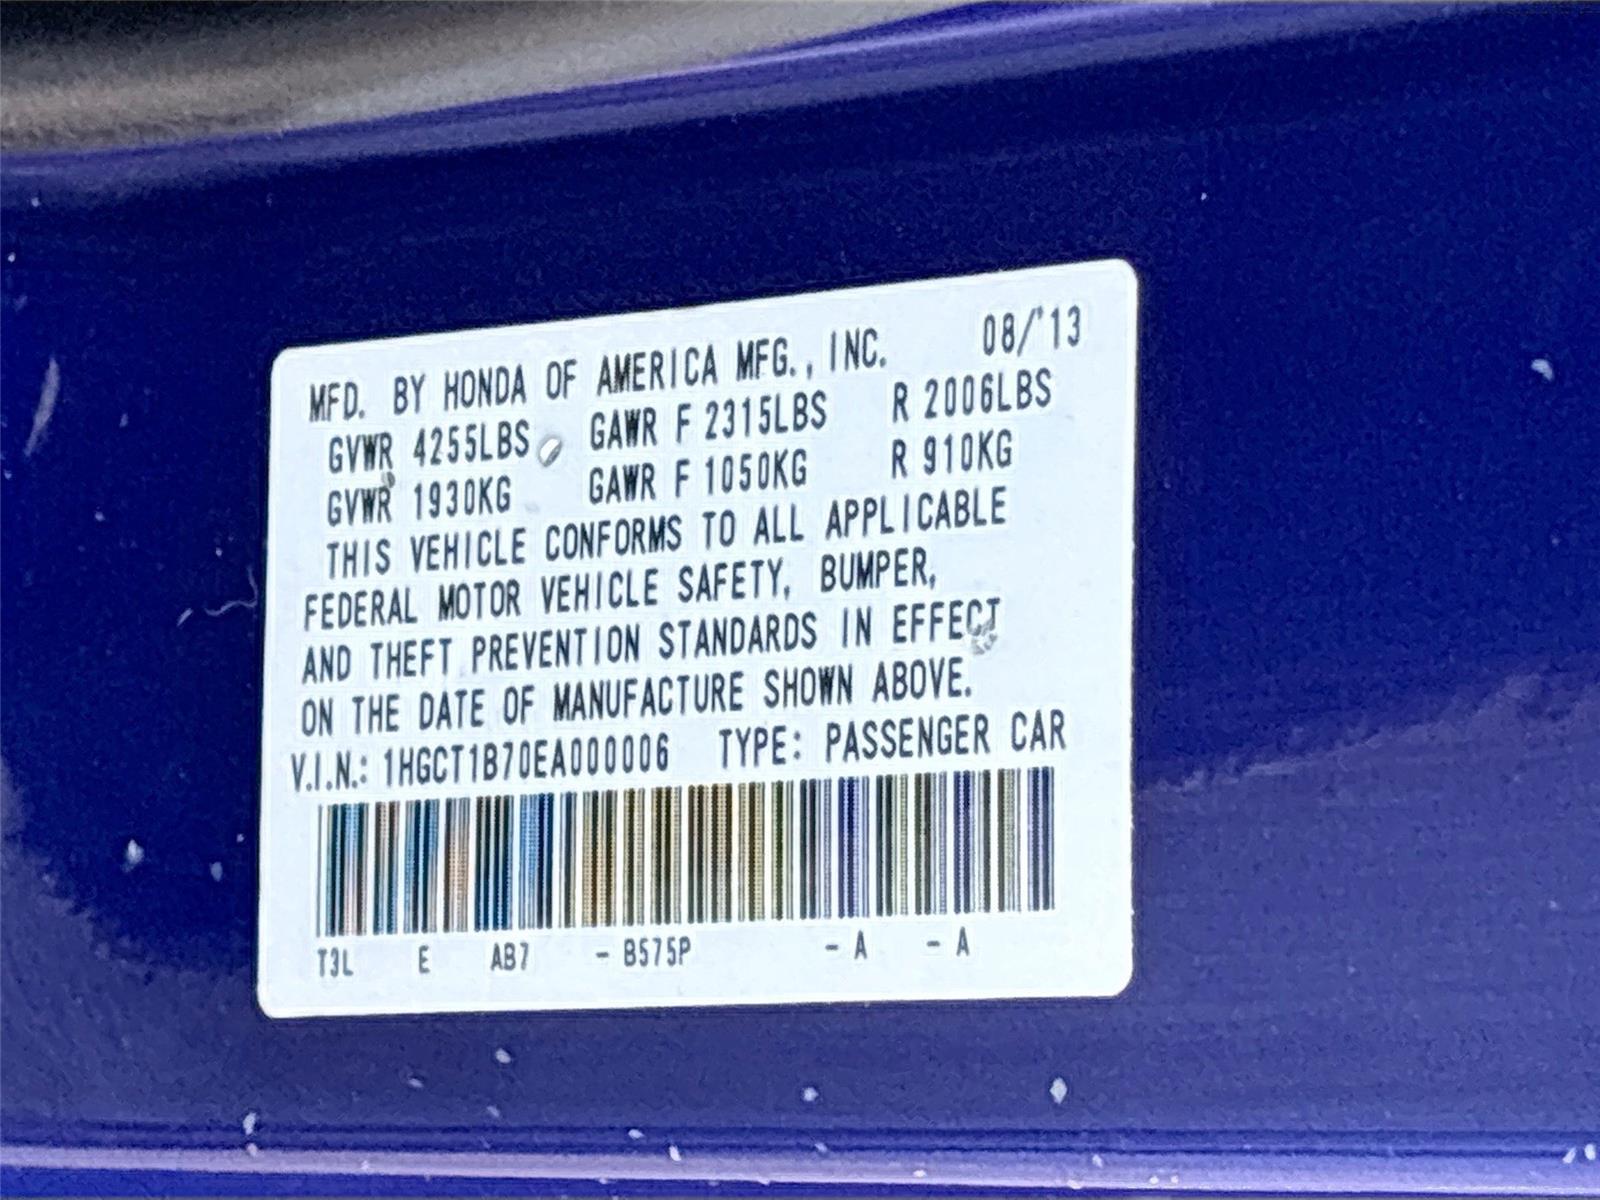 MFD. BY HONDA OF AMERICA MFG., INC. 08/'13
GVWR 4255LBS GAWR F 2315LBS R 2006LBS
GVWR 1930KG GAWR F 1050KG R 910KG
THIS VEHICLE CONFORMS TO ALL APPLICABLE
FEDERAL MOTOR VEHICLE SAFETY, BUMPER,
AND THEFT PREVENTION STANDARDS IN EFFECT
ON THE DATE OF MANUFACTURE SHOWN ABOVE.
V.I.N.: 1HGCT1B70EA000006 TYPE: PASSENGER CAR
T3L E AB7 - B575P - A - A